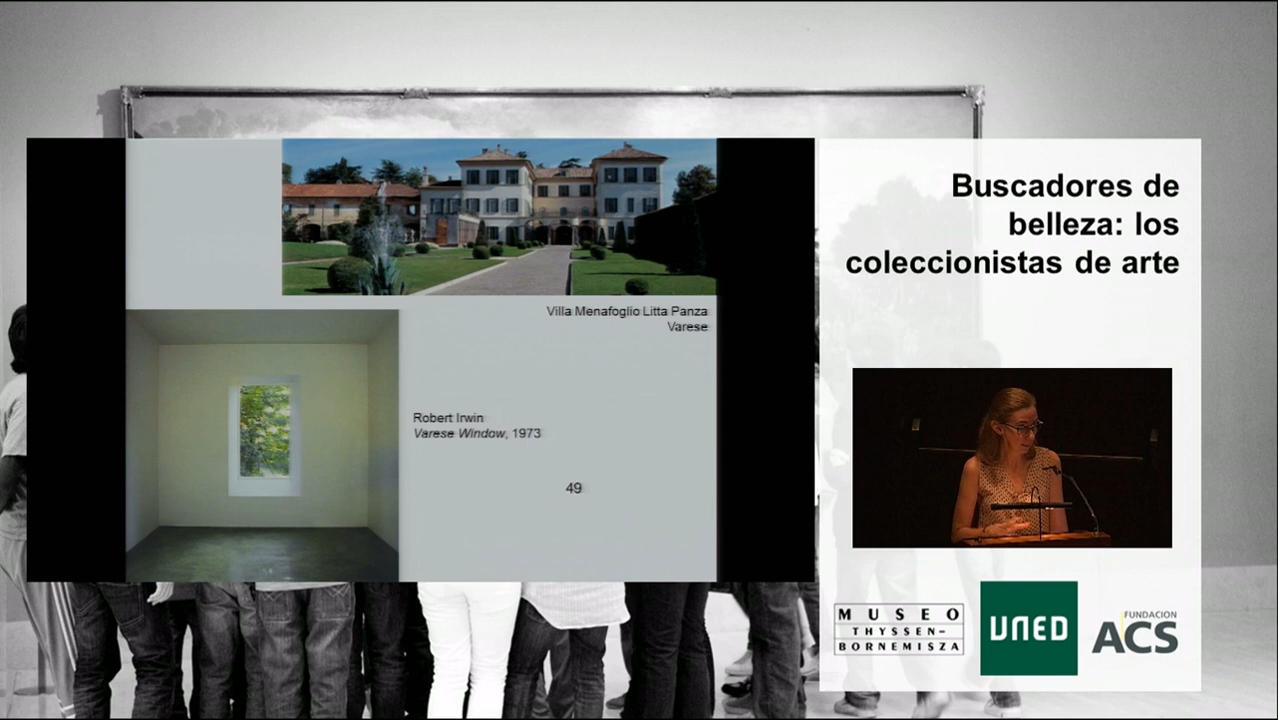 Villa Menafoglio Litta Panza
Varese
Robert Irwin
Varese Window, 1973
49
Buscadores de
belleza: los
coleccionistas de arte
MUSEO
THYSSEN-
BORNEMISZA
UNED
FUNDACION
ACS